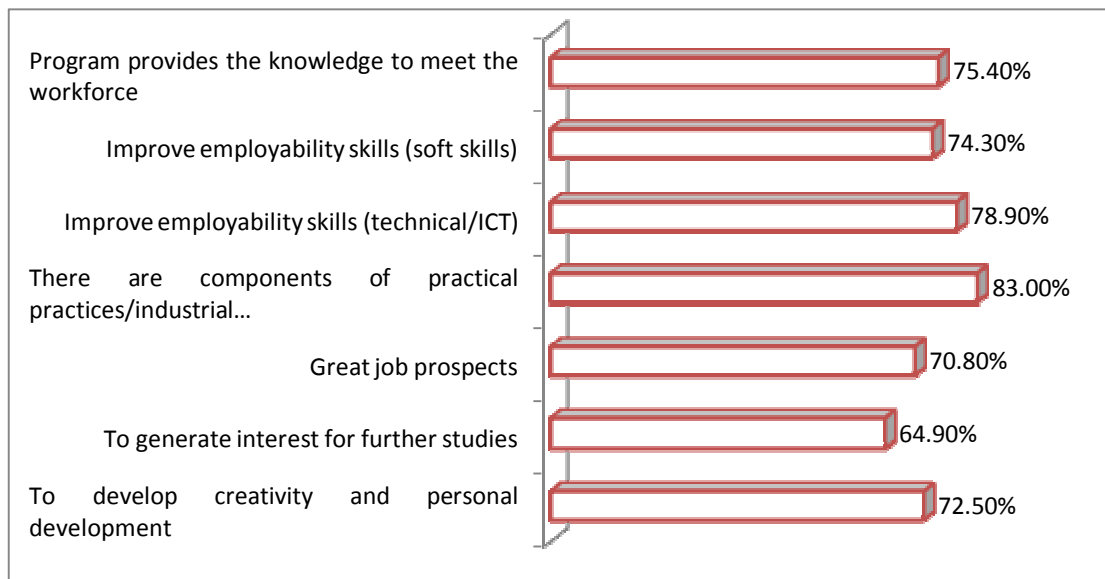 Program provides the knowledge to meet the
workforce
75.40%
Improve employability skills (soft skills)
74.30%
Improve employability skills (technical/ICT)
78.90%
There are components of practical
practices/industrial…
83.00%
Great job prospects
70.80%
To generate interest for further studies
64.90%
To develop creativity and personal
development
72.50%